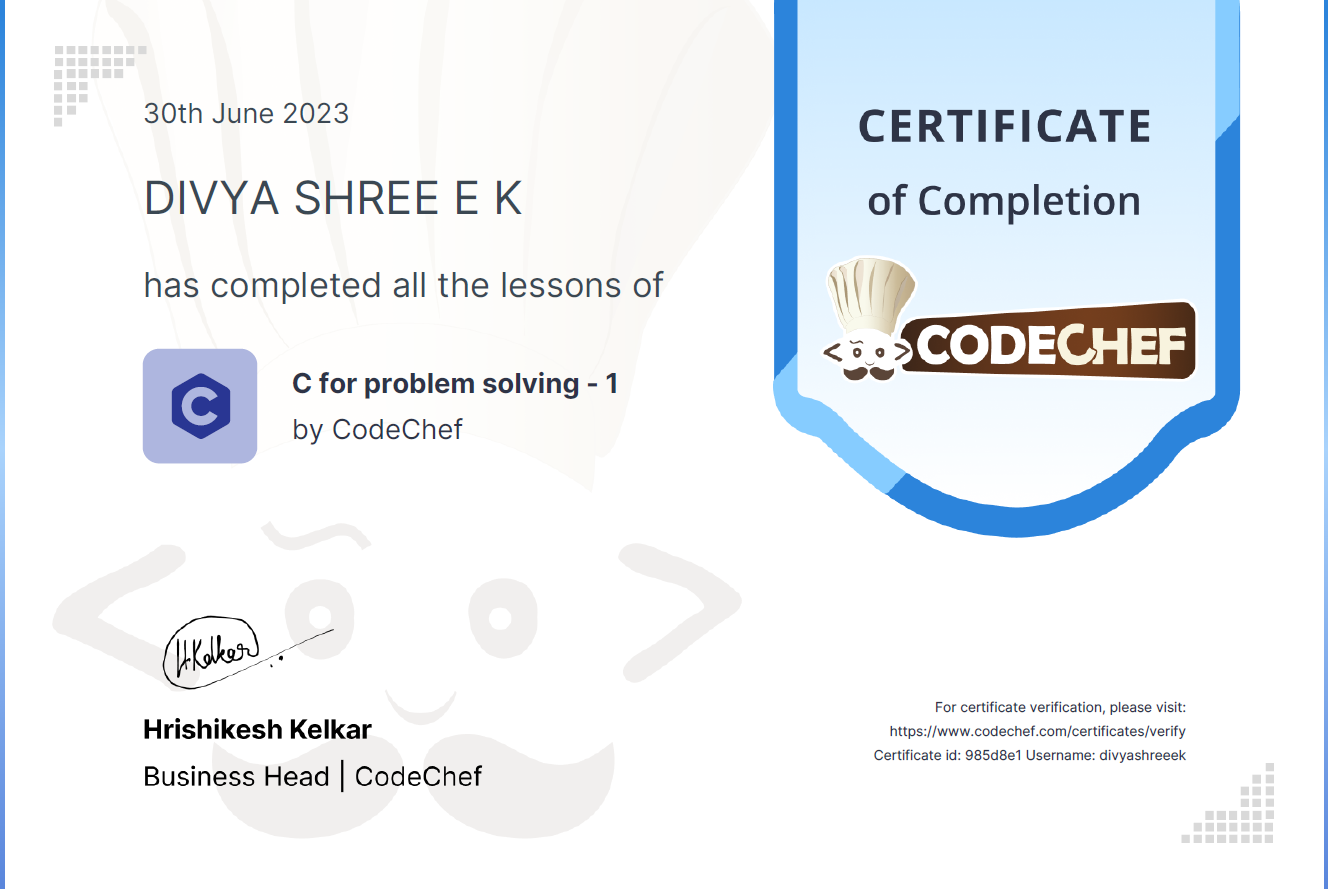 30th June 2023
DIVYA SHREE E K
has completed all the lessons of
C
C for problem solving - 1
by CodeChef
H.Kelkar
Hrishikesh Kelkar
Business Head | CodeChef
CERTIFICATE
of Completion
CODECHEF
For certificate verification, please visit:
https://www.codechef.com/certificates/verify
Certificate id: 985d8e1 Username: divyashreeek